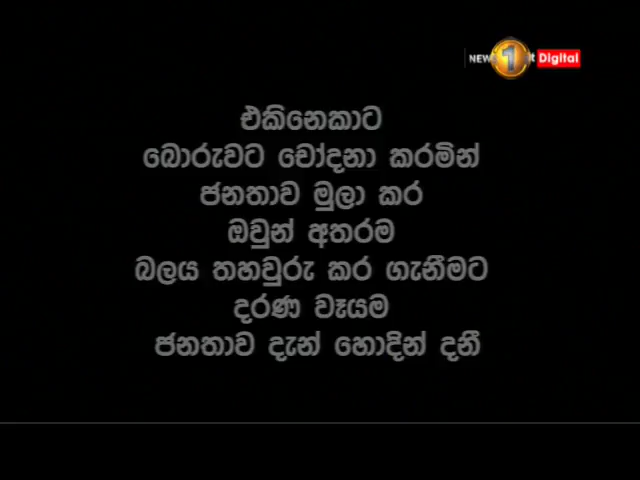 NEWS 1st Digital
එකිනෙකාට
බොරුවට චෝදනා කරමින්
ජනතාව මුලා කර
ඔවුන් අතරම
බලය තහවුරු කර ගැනීමට
දරණ වෑයම
ජනතාව දැන් හොදින් දනී